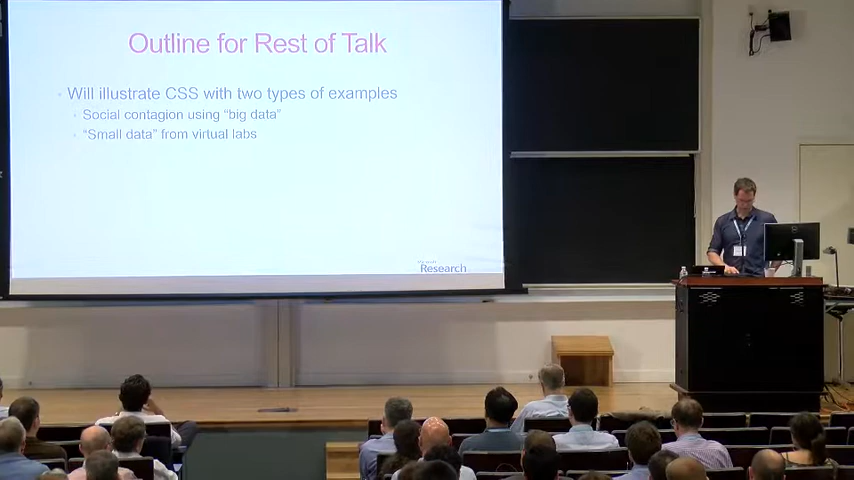 Outline for Rest of Talk
Will illustrate CSS with two types of examples
Social contagion using “big data”
“Small data” from virtual labs
Research